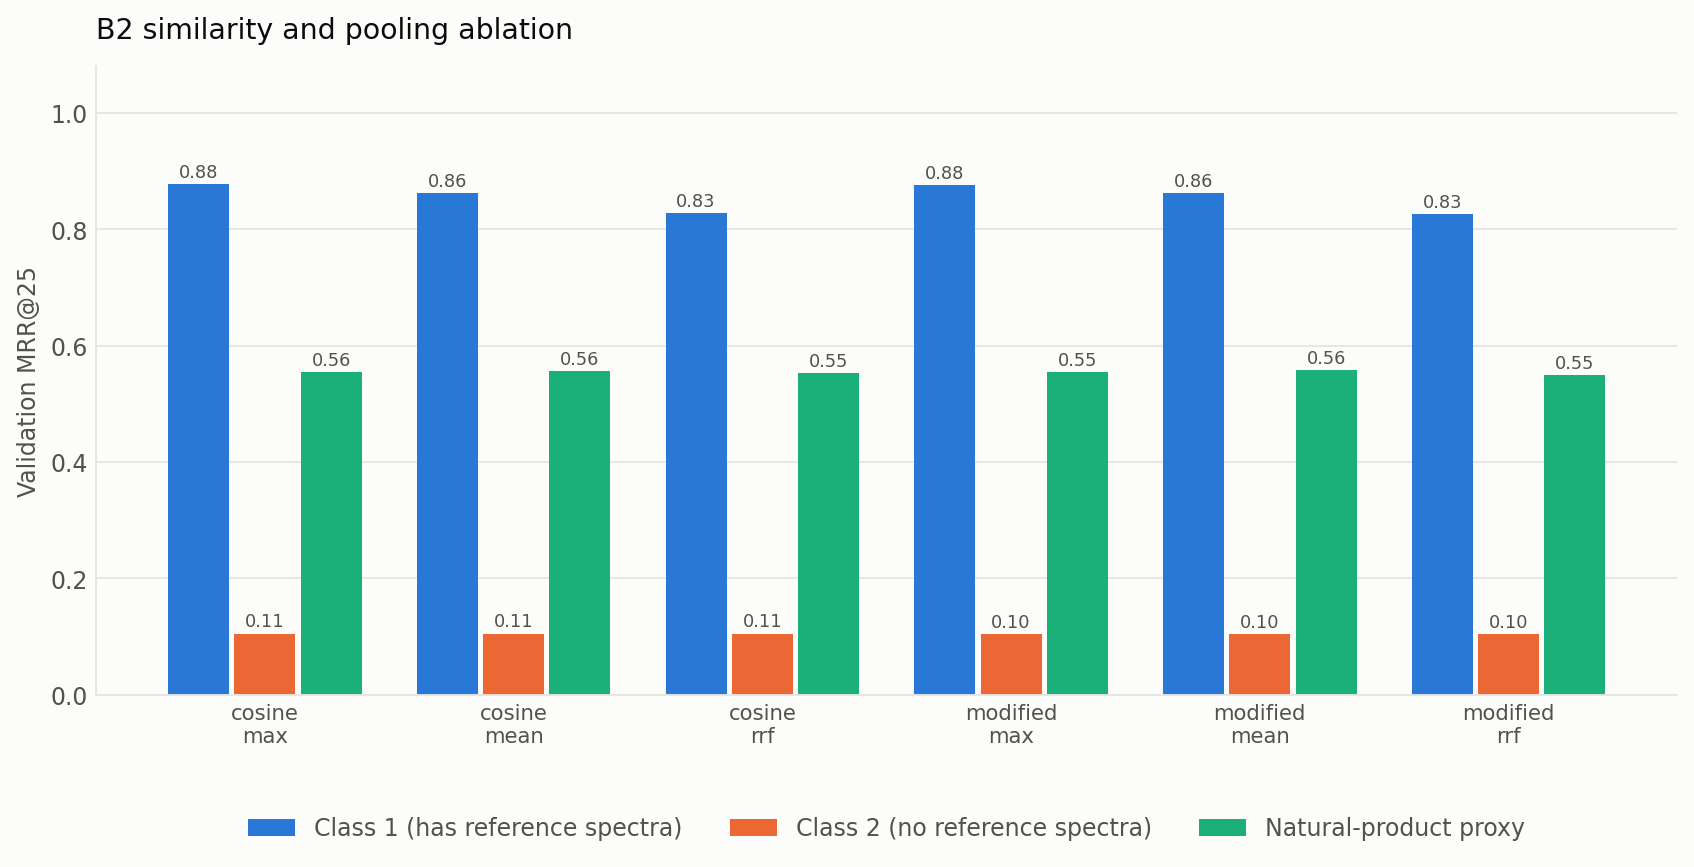 B2 similarity and pooling ablation
Validation MRR@25
1.0
0.8
0.6
0.4
0.2
0.0
0.88
0.11
0.56
0.86
0.11
0.56
0.83
0.11
0.55
0.88
0.10
0.55
0.86
0.10
0.56
0.83
0.10
0.55
cosine
max
cosine
mean
cosine
rrf
modified
max
modified
mean
modified
rrf
Class 1 (has reference spectra)
Class 2 (no reference spectra)
Natural-product proxy